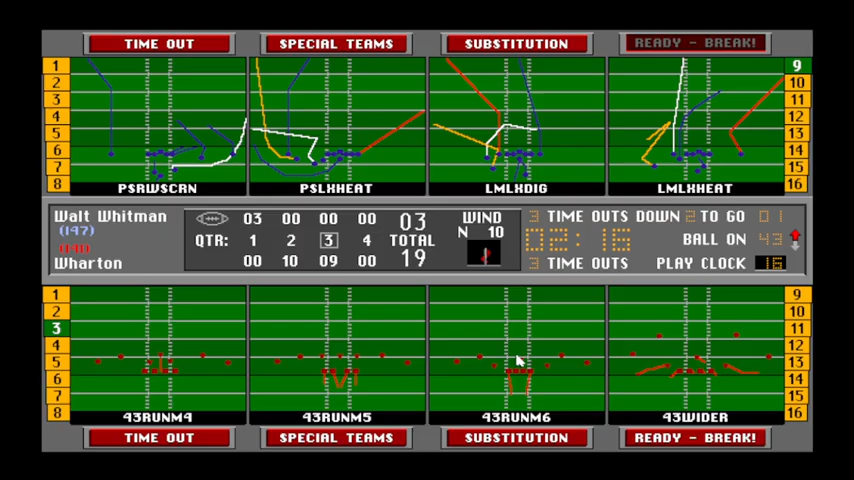 TIME OUT SPECIAL TEAMS SUBSTITUTION READY - BREAK!
1 9
2 10
3 11
4 12
5 13
6 14
7 15
8 16
PSRWSCAN PSLXHEAT LMLXDIG LMLXHEAT
Walt Whitman 03 00 00 00 03 WIND 3 TIME OUTS DOWN 2 TO GO 01
(147) N 10
QTR: 1 2 3 4 TOTAL 02:16 BALL ON 43
(141)
Wharton 00 10 09 00 19 3 TIME OUTS PLAY CLOCK 16
1 9
2 10
3 11
4 12
5 13
6 14
7 15
8 16
43RUNM4 43RUNM5 43RUNM6 43WIDER
TIME OUT SPECIAL TEAMS SUBSTITUTION READY - BREAK!